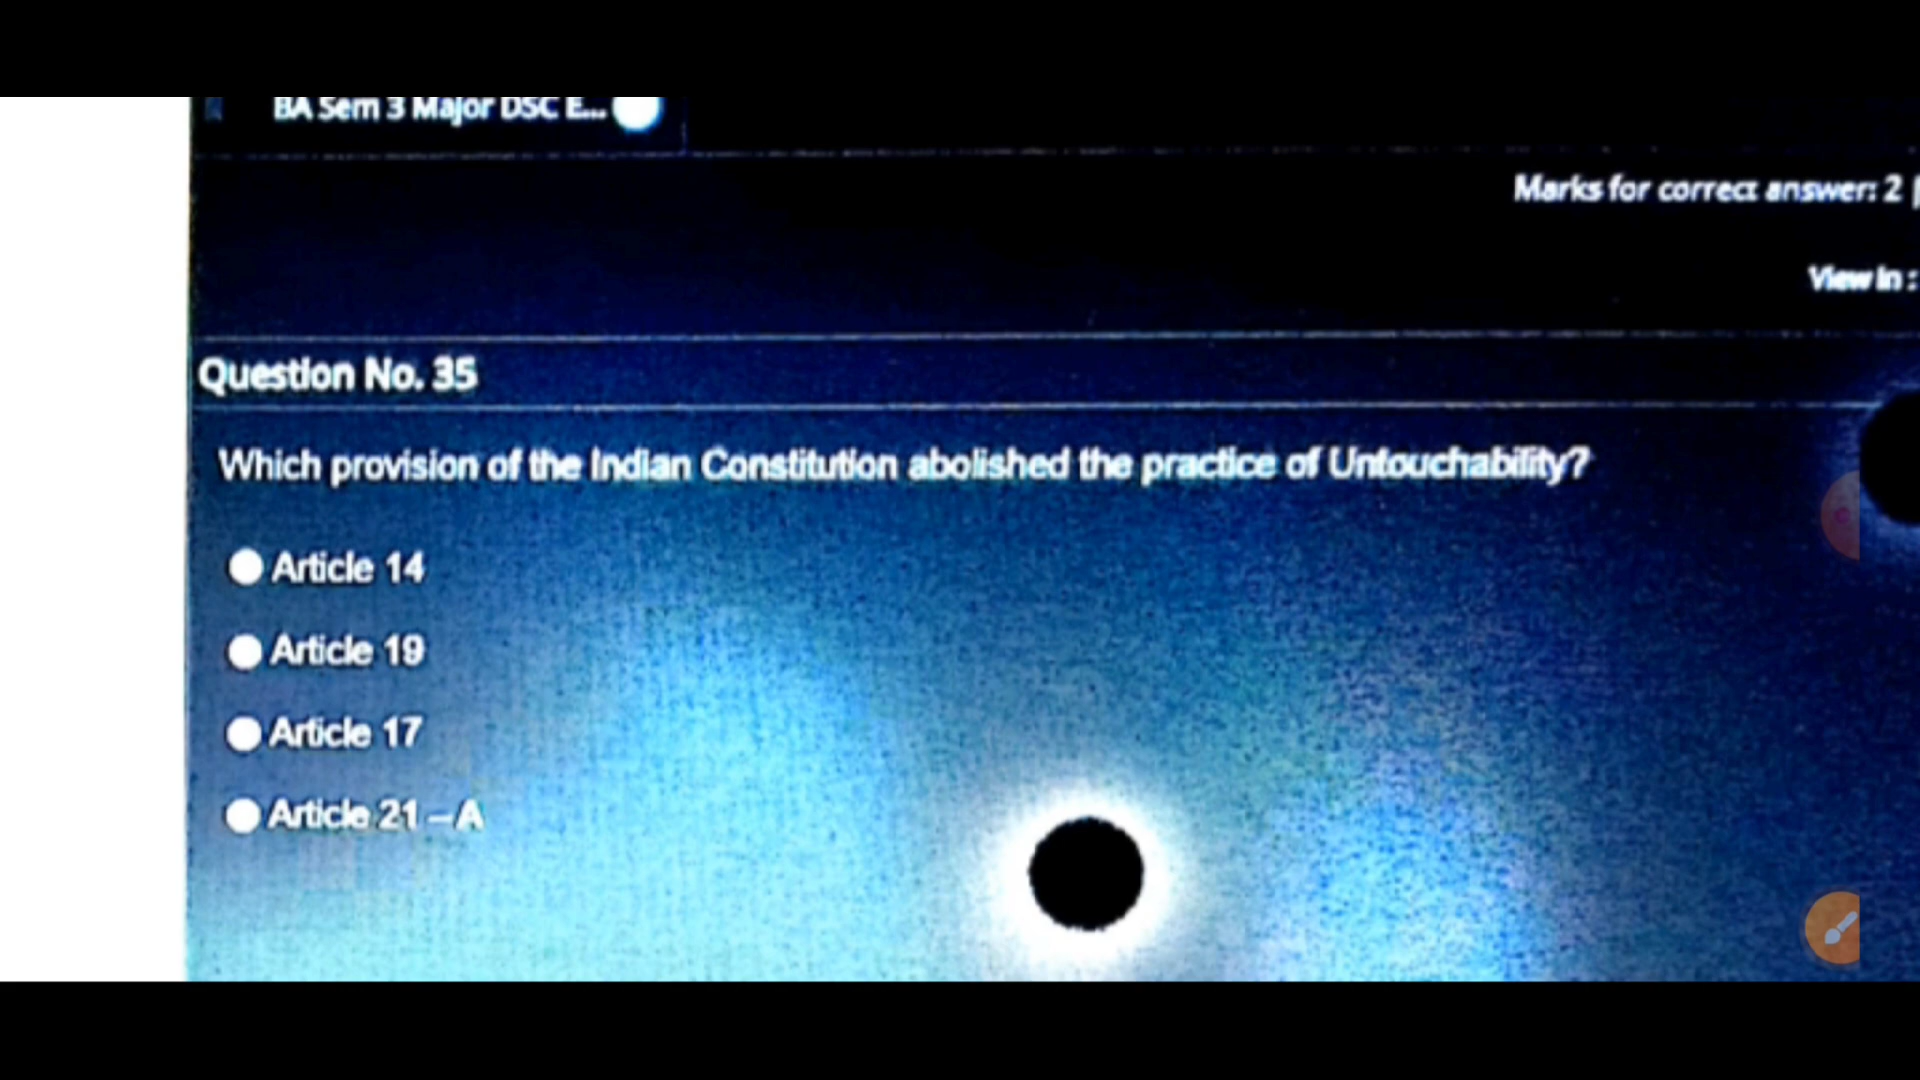 BA Sem 3 Major DSC E...
Marks for correct answer: 2
View in :
Question No. 35
Which provision of the Indian Constitution abolished the practice of Untouchability?
Article 14
Article 19
Article 17
Article 21 – A